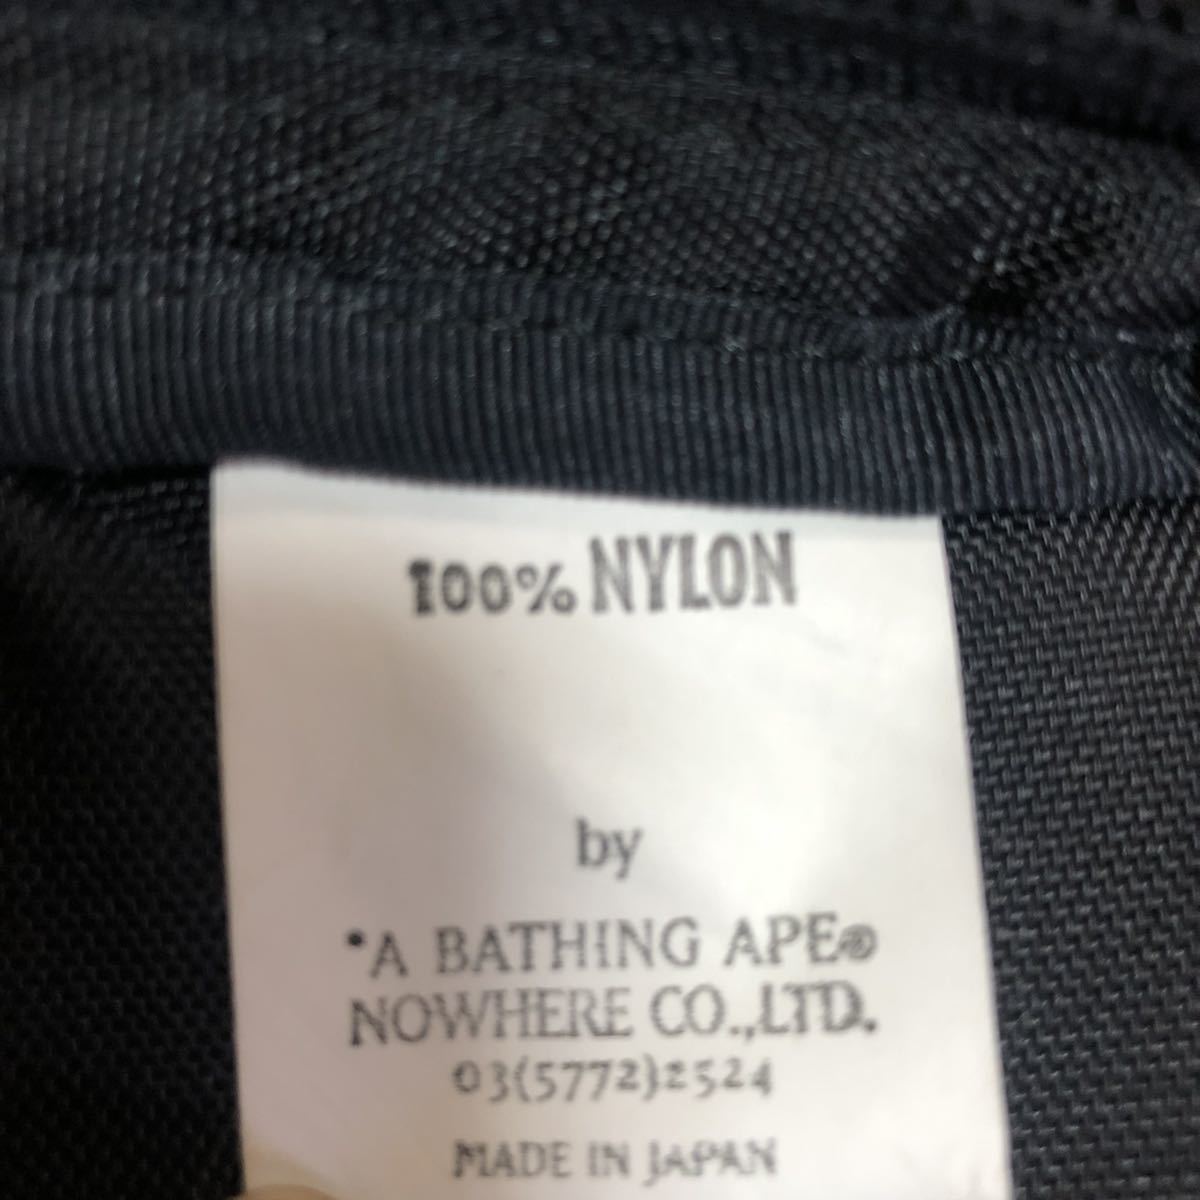 100% NYLON
by
*A BATHING APE®
NOWHERE CO.,LTD.
03(5772)2524
MADE IN JAPAN